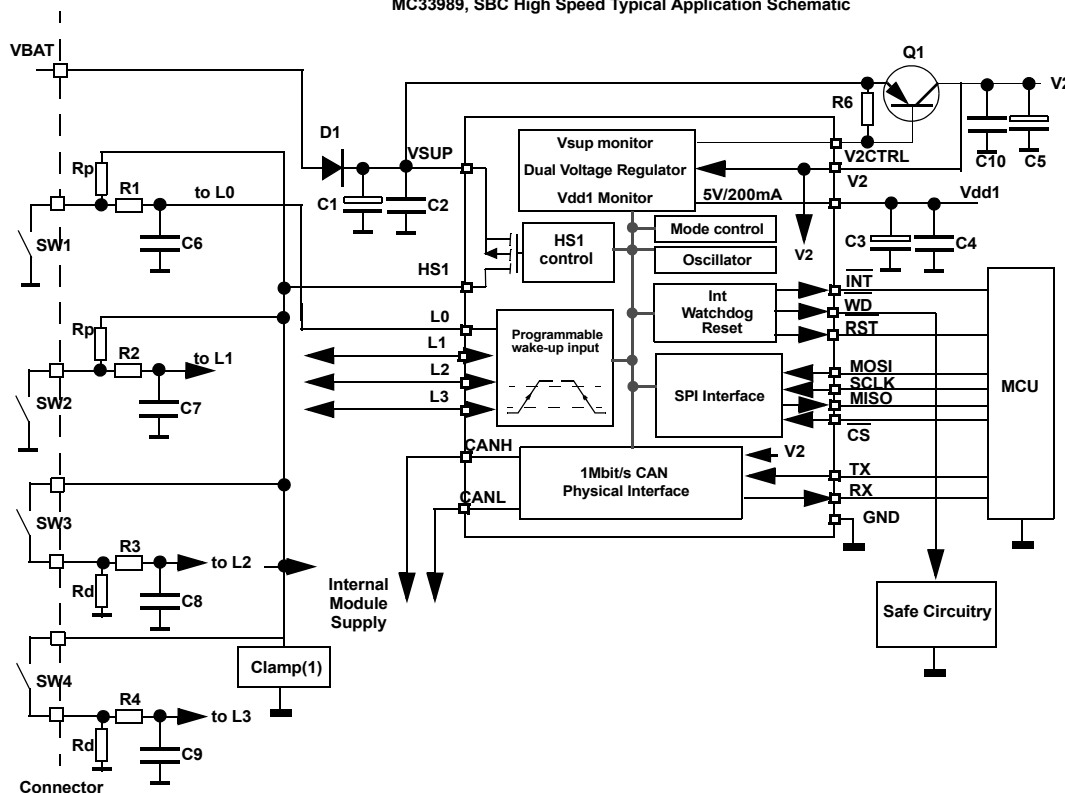 MC33989, SBC High Speed Typical Application Schematic
VBAT
Q1
V2
R6
D1
VSUP
C10
C5
Vsup monitor
Dual Voltage Regulator
Vdd1 Monitor
V2CTRL
V2
5V/200mA
Vdd1
Rp
R1
to L0
C1
C2
C6
SW1
HS1
control
Mode control
Oscillator
V2
C3
C4
HS1
INT
WD
RST
Int
Watchdog
Reset
L0
L1
L2
L3
Programmable
wake-up input
Rp
R2
to L1
C7
SW2
SPI Interface
MOSI
SCLK
MISO
CS
MCU
CANH
CANL
1Mbit/s CAN
Physical Interface
V2
TX
RX
GND
SW3
R3
to L2
Rd
C8
Internal
Module
Supply
Safe Circuitry
Clamp(1)
SW4
R4
to L3
Rd
C9
Connector